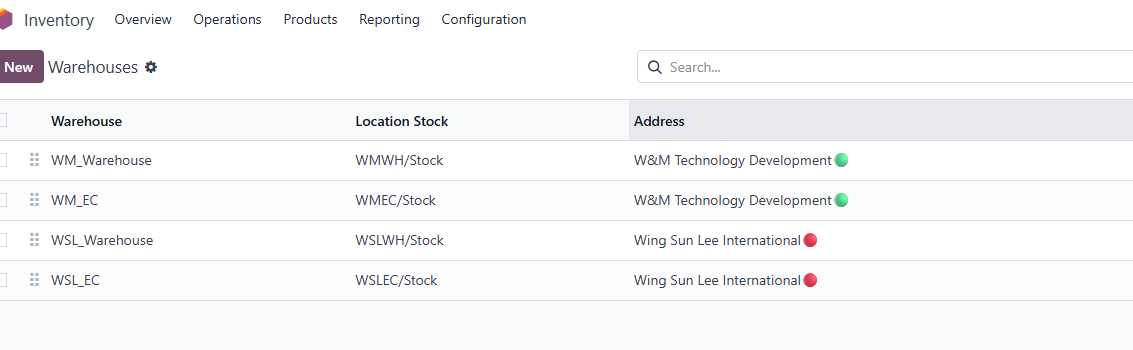 Inventory Overview Operations Products Reporting Configuration
New Warehouses Search...
Warehouse Location Stock Address
WM_Warehouse WMWH/Stock W&M Technology Development
WM_EC WMEC/Stock W&M Technology Development
WSL_Warehouse WSLWH/Stock Wing Sun Lee International
WSL_EC WSLEC/Stock Wing Sun Lee International